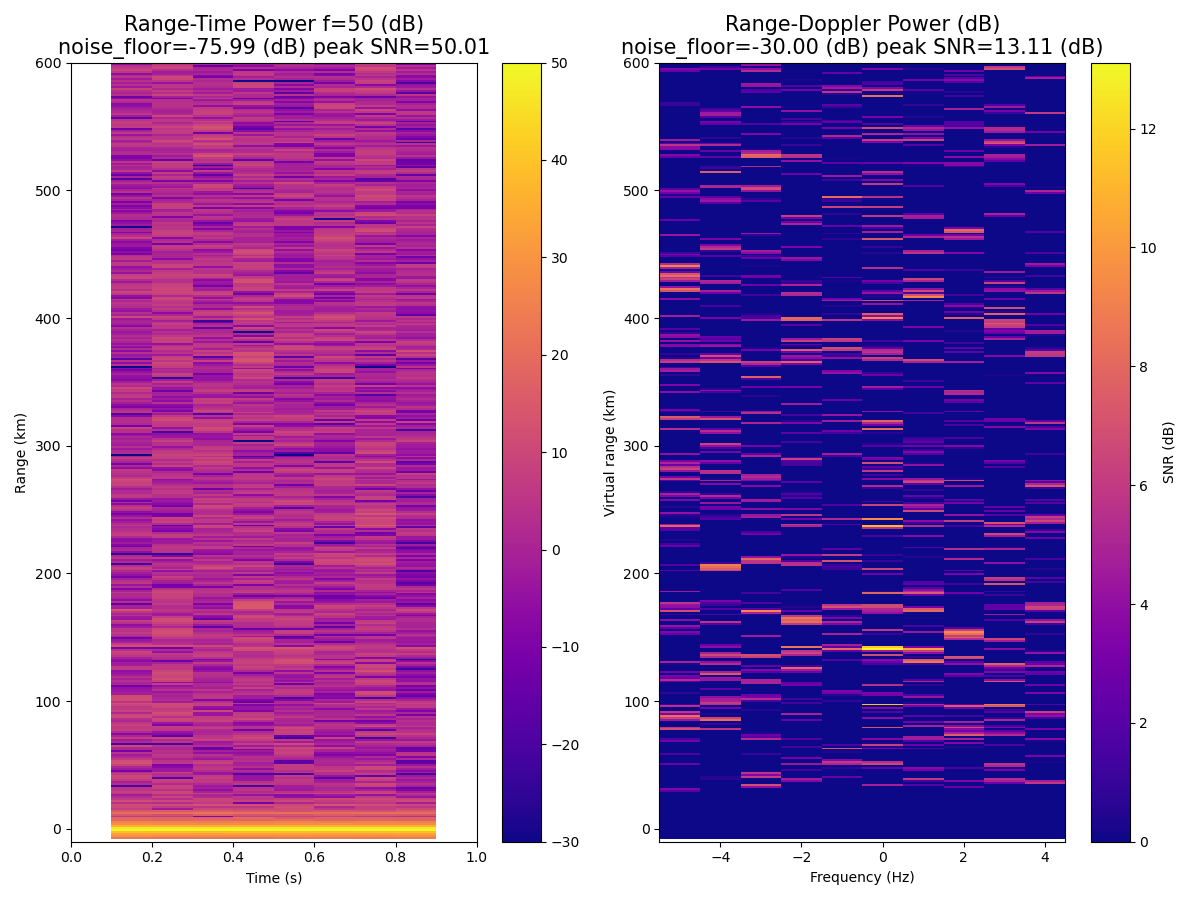 Range-Time Power f=50 (dB)
noise_floor=-75.99 (dB) peak SNR=50.01
600
500
400
300
200
100
0
Range (km)
0.0 0.2 0.4 0.6 0.8 1.0
Time (s)
50
40
30
20
10
0
−10
−20
−30
Range-Doppler Power (dB)
noise_floor=-30.00 (dB) peak SNR=13.11 (dB)
600
500
400
300
200
100
0
Virtual range (km)
−4 −2 0 2 4
Frequency (Hz)
12
10
8
6
4
2
0
SNR (dB)